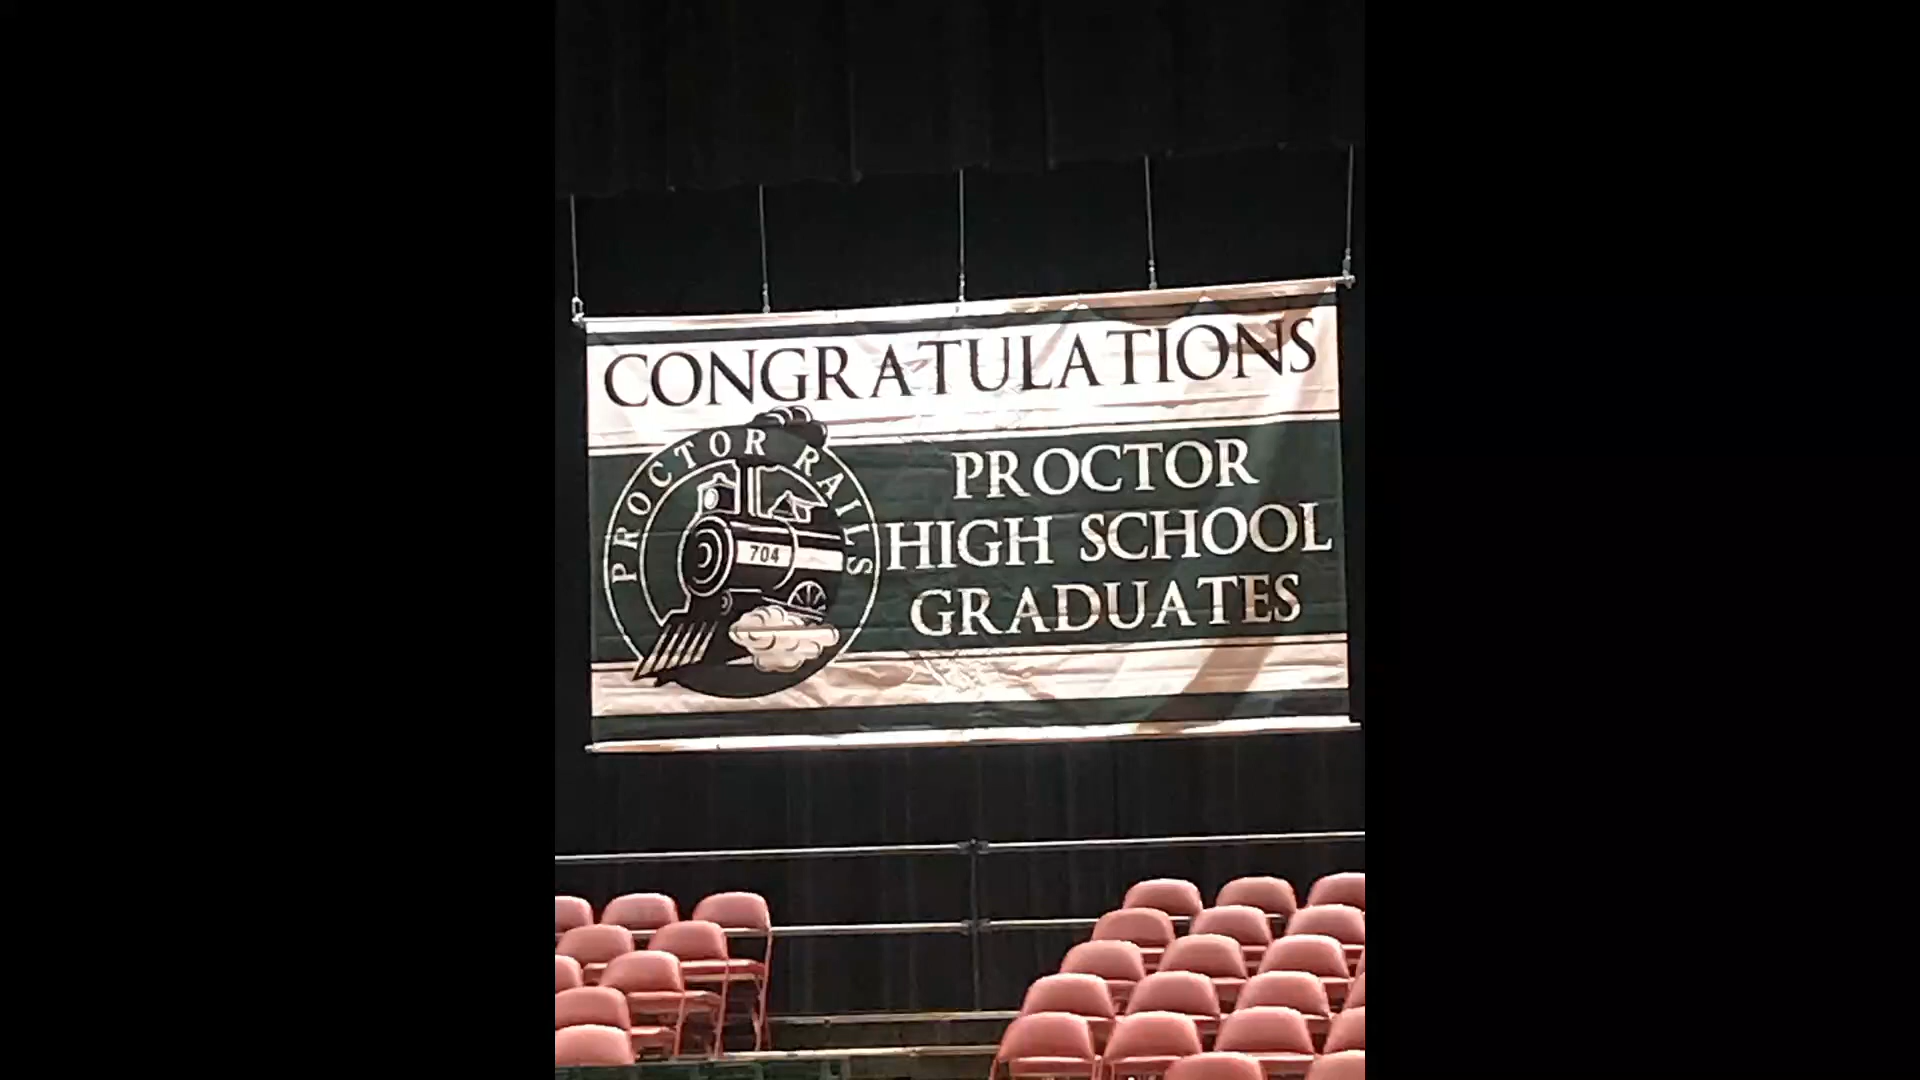 CONGRATULATIONS
PROCTOR RAILS
704
PROCTOR
HIGH SCHOOL
GRADUATES